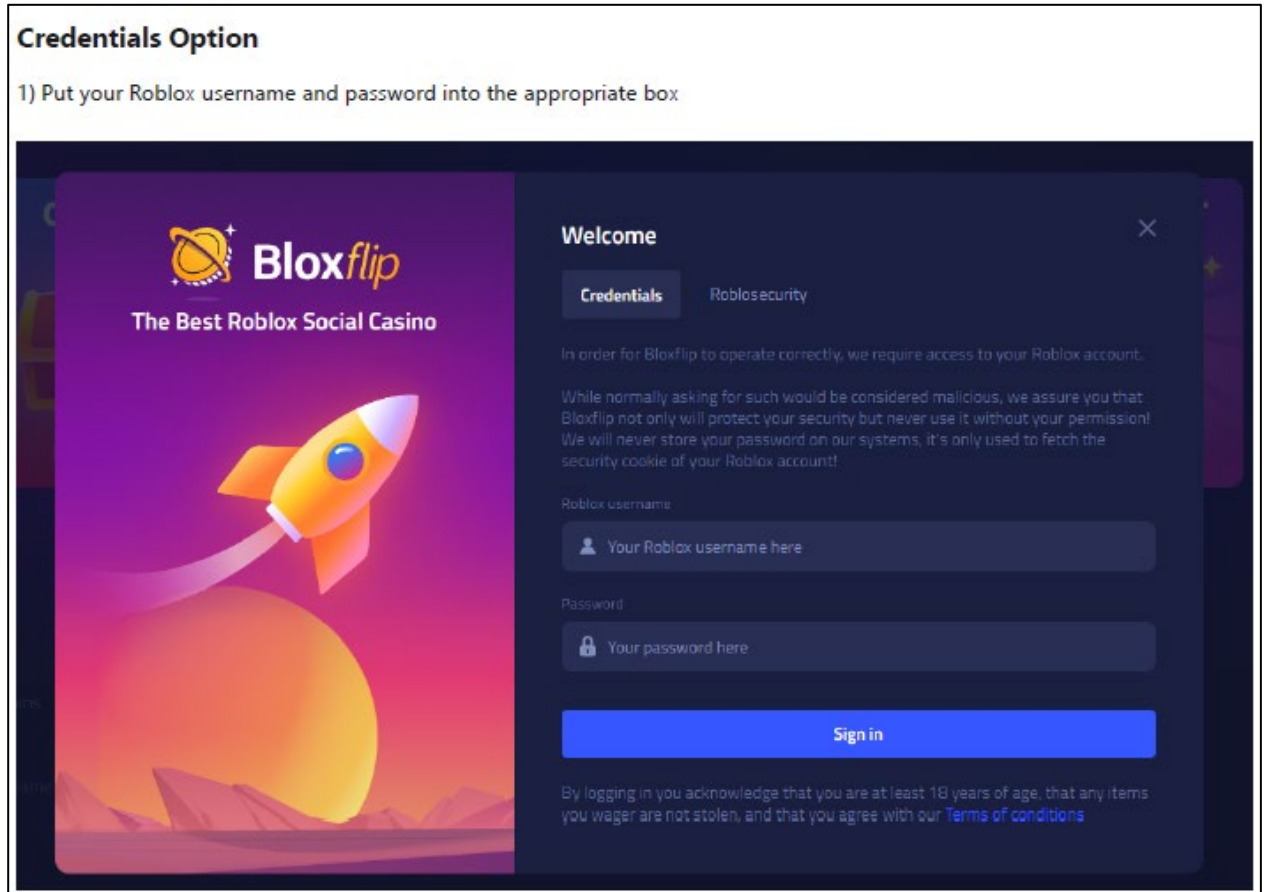 Credentials Option
1) Put your Roblox username and password into the appropriate box
Bloxflip
The Best Roblox Social Casino
Welcome
Credentials Roblosecurity
In order for Bloxflip to operate correctly, we require access to your Roblox account.
While normally asking for such would be considered malicious, we assure you that
Bloxflip not only will protect your security but never use it without your permission!
We will never store your password on our systems, it's only used to fetch the
security cookie of your Roblox account!
Roblox username
Your Roblox username here
Password
Your password here
Sign in
By logging in you acknowledge that you are at least 18 years of age, that any items
you wager are not stolen, and that you agree with our Terms of conditions